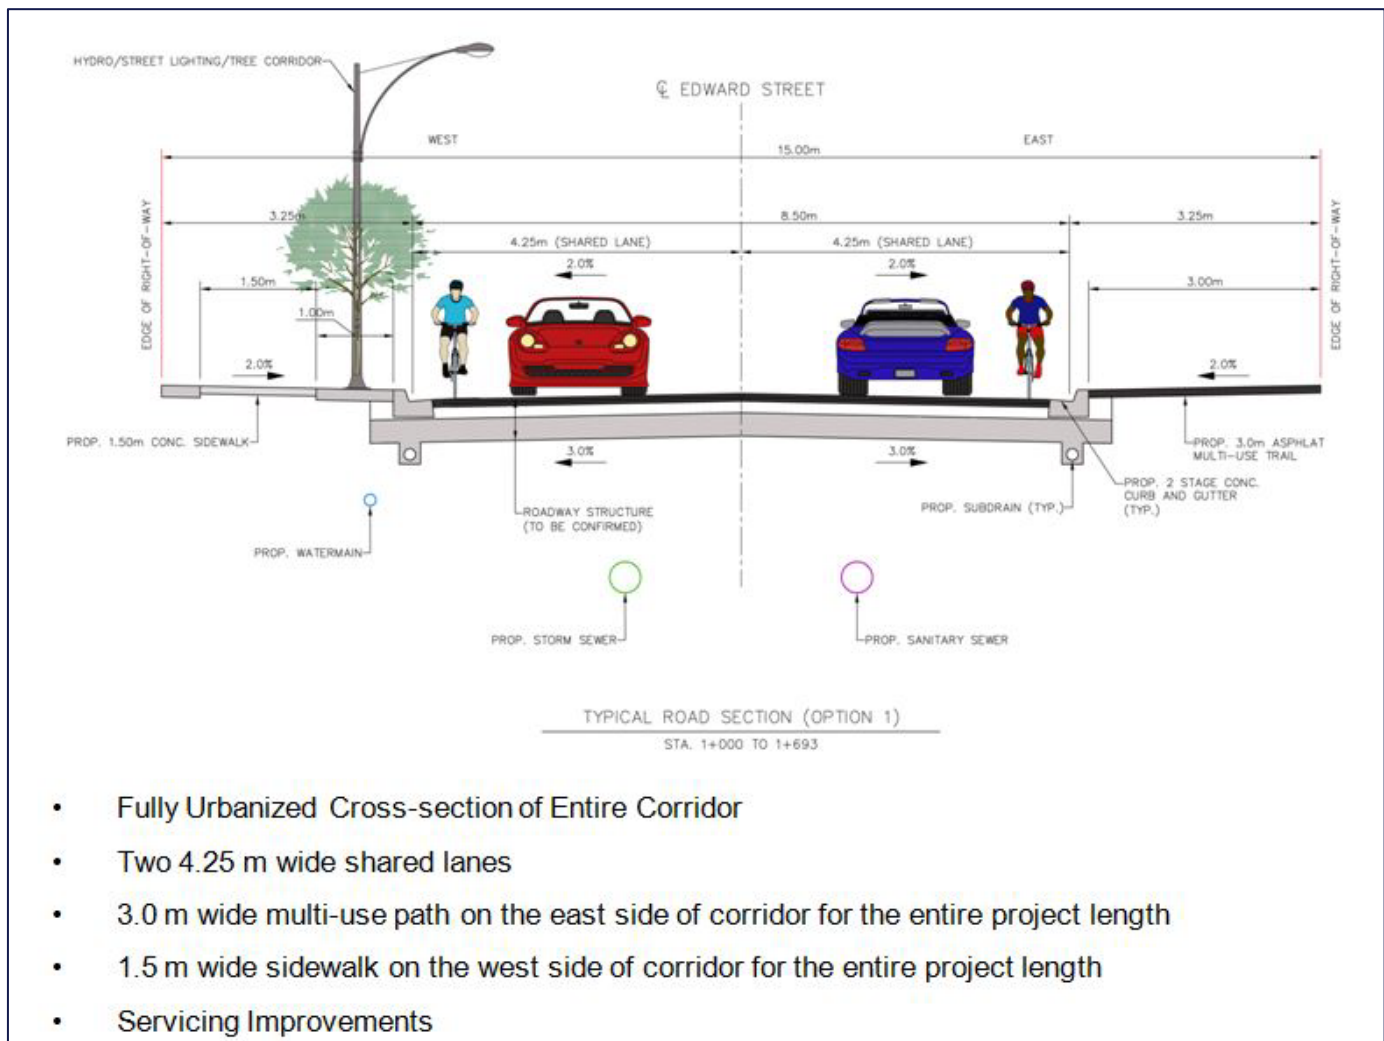 HYDRO/STREET LIGHTING/TREE CORRIDOR
℄ EDWARD STREET
WEST
EAST
15.00m
EDGE OF RIGHT-OF-WAY
EDGE OF RIGHT-OF-WAY
3.25m
8.50m
3.25m
4.25m (SHARED LANE)
4.25m (SHARED LANE)
2.0%
2.0%
1.50m
3.00m
1.00m
2.0%
2.0%
PROP. 1.50m CONC. SIDEWALK
PROP. 3.0m ASPHLAT
MULTI-USE TRAIL
3.0%
3.0%
PROP. 2 STAGE CONC.
CURB AND GUTTER
(TYP.)
ROADWAY STRUCTURE
(TO BE CONFIRMED)
PROP. SUBDRAIN (TYP.)
PROP. WATERMAIN
PROP. STORM SEWER
PROP. SANITARY SEWER
TYPICAL ROAD SECTION (OPTION 1)
STA. 1+000 TO 1+693
• Fully Urbanized Cross-section of Entire Corridor
• Two 4.25 m wide shared lanes
• 3.0 m wide multi-use path on the east side of corridor for the entire project length
• 1.5 m wide sidewalk on the west side of corridor for the entire project length
• Servicing Improvements